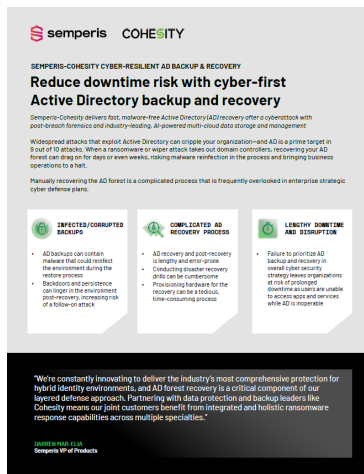 semperis COHESITY
SEMPERIS-COHESITY CYBER-RESILIENT AD BACKUP & RECOVERY
Reduce downtime risk with cyber-first
Active Directory backup and recovery
Semperis-Cohesity delivers fast, malware-free Active Directory (AD) recovery after a cyberattack with
post-breach forensics and industry-leading, AI-powered multi-cloud data storage and management
Widespread attacks that exploit Active Directory can cripple your organization—and AD is a prime target in
9 out of 10 attacks. When a ransomware or wiper attack takes out domain controllers, recovering your AD
forest can drag on for days or even weeks, risking malware reinfection in the process and bringing business
operations to a halt.
Manually recovering the AD forest is a complicated process that is frequently overlooked in enterprise strategic
cyber defense plans.
INFECTED/CORRUPTED
BACKUPS
• AD backups can contain
malware that could reinfect
the environment during the
restore process
• Backdoors and persistence
can linger in the environment
post-recovery, increasing risk
of a follow-on attack
COMPLICATED AD
RECOVERY PROCESS
• AD recovery and post-recovery
is lengthy and error-prone
• Conducting disaster recovery
drills can be cumbersome
• Provisioning hardware for the
recovery can be a tedious,
time-consuming process
LENGTHY DOWNTIME
AND DISRUPTION
• Failure to prioritize AD
backup and recovery in
overall cyber security
strategy leaves organizations
at risk of prolonged
downtime as users are unable
to access apps and services
while AD is inoperable
"We're constantly innovating to deliver the industry's most comprehensive protection for
hybrid identity environments, and AD forest recovery is a critical component of our
layered defense approach. Partnering with data protection and backup leaders like
Cohesity means our joint customers benefit from integrated and holistic ransomware
response capabilities across multiple specialties."
DARREN MAR-ELIA
Semperis VP of Products